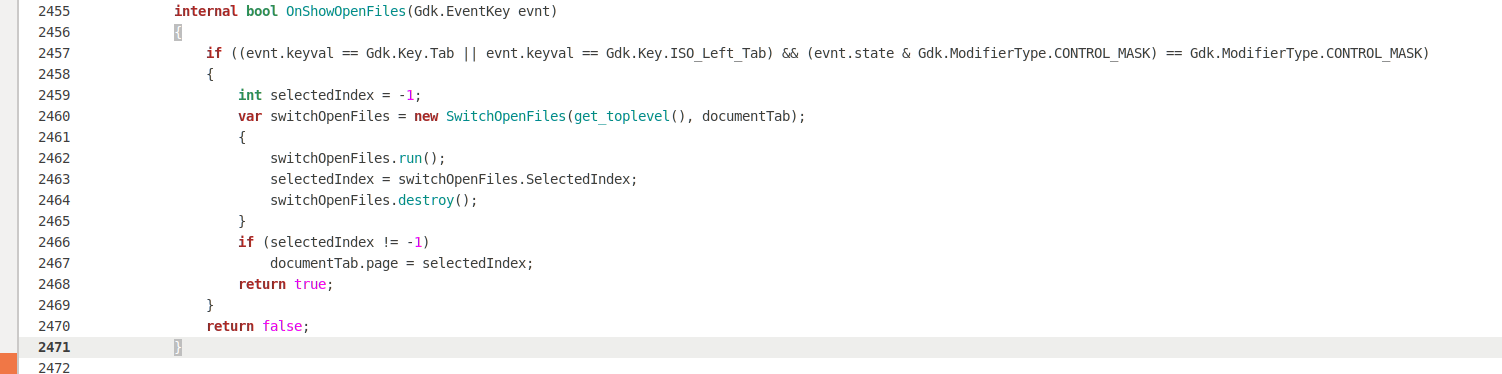 2455 internal bool OnShowOpenFiles(Gdk.EventKey evnt)
2456 {
2457 if ((evnt.keyval == Gdk.Key.Tab || evnt.keyval == Gdk.Key.ISO_Left_Tab) && (evnt.state & Gdk.ModifierType.CONTROL_MASK) == Gdk.ModifierType.CONTROL_MASK)
2458 {
2459 int selectedIndex = -1;
2460 var switchOpenFiles = new SwitchOpenFiles(get_toplevel(), documentTab);
2461 {
2462 switchOpenFiles.run();
2463 selectedIndex = switchOpenFiles.SelectedIndex;
2464 switchOpenFiles.destroy();
2465 }
2466 if (selectedIndex != -1)
2467 documentTab.page = selectedIndex;
2468 return true;
2469 }
2470 return false;
2471 }
2472